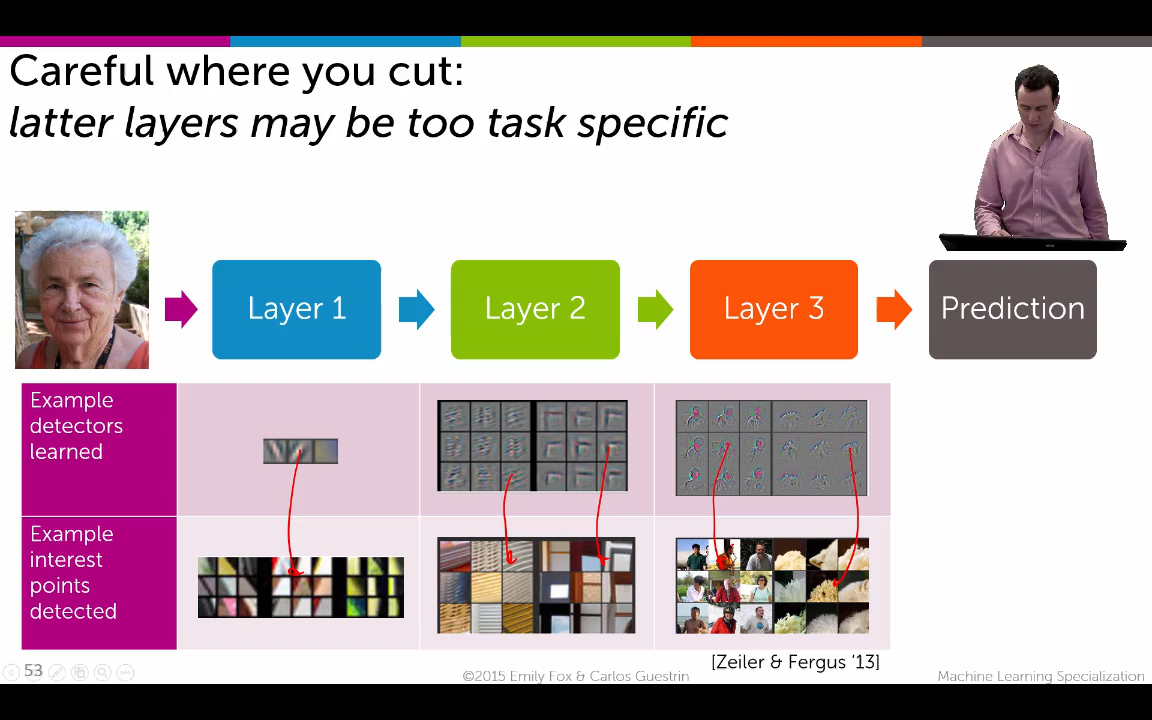 Careful where you cut:
latter layers may be too task specific
Layer 1
Layer 2
Layer 3
Prediction
Example
detectors
learned
Example
interest
points
detected
[Zeiler & Fergus '13]
53
©2015 Emily Fox & Carlos Guestrin
Machine Learning Specialization